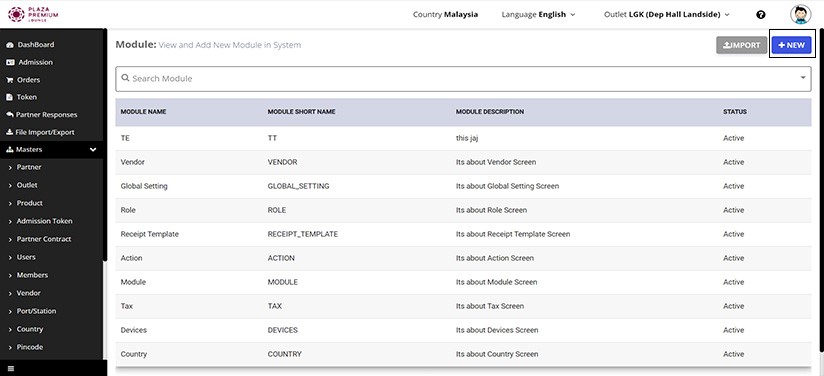 PLAZA
PREMIUM
LOUNGE
Country Malaysia
Language English
Outlet LGK (Dep Hall Landside)
DashBoard
Admission
Orders
Token
Partner Responses
File Import/Export
Masters
Partner
Outlet
Product
Admission Token
Partner Contract
Users
Members
Vendor
Port/Station
Country
Pincode
Module: View and Add New Module in System
IMPORT
+ NEW
Search Module
MODULE NAME MODULE SHORT NAME MODULE DESCRIPTION STATUS
TE TT this jaj Active
Vendor VENDOR Its about Vendor Screen Active
Global Setting GLOBAL_SETTING Its about Global Setting Screen Active
Role ROLE Its about Role Screen Active
Receipt Template RECEIPT_TEMPLATE Its about Receipt Template Screen Active
Action ACTION Its about Action Screen Active
Module MODULE Its about Module Screen Active
Tax TAX Its about Tax Screen Active
Devices DEVICES Its about Devices Screen Active
Country COUNTRY Its about Country Screen Active